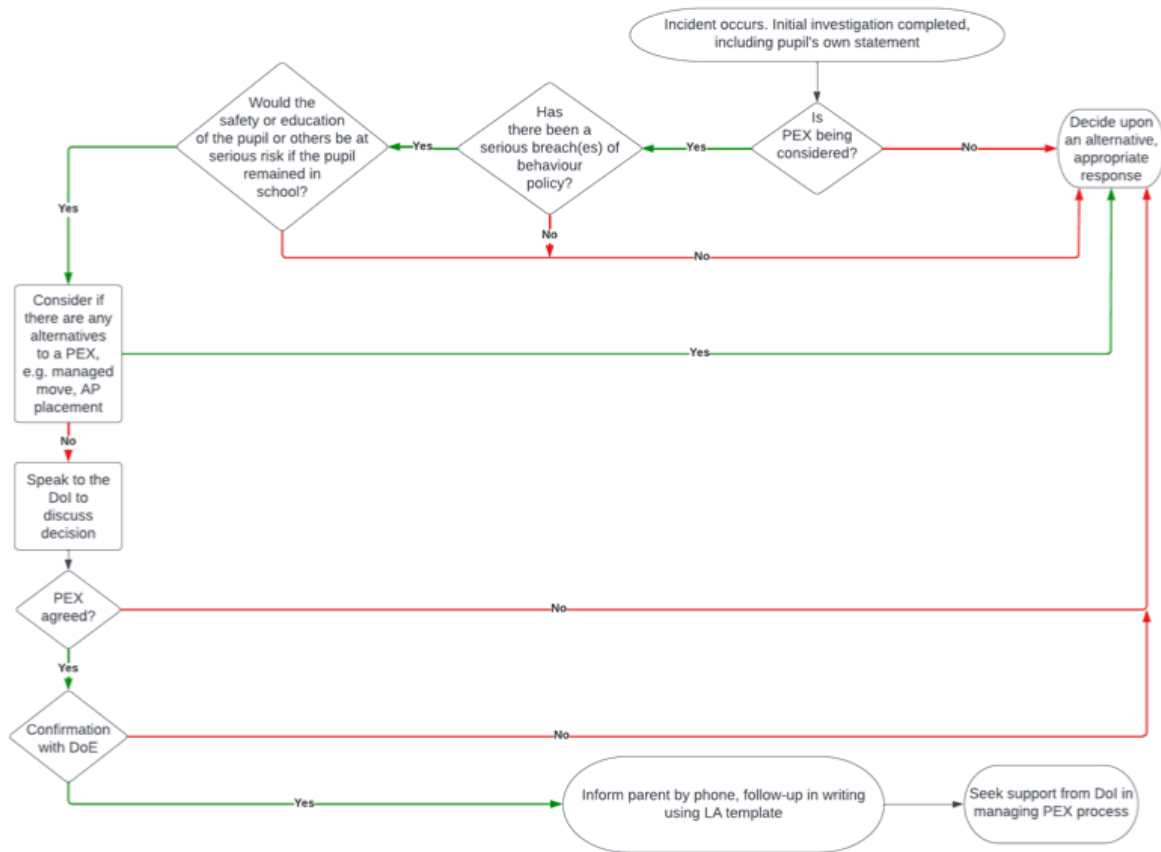 Incident occurs. Initial investigation completed,
including pupil's own statement
Is
PEX being
considered?
No
Decide upon
an alternative,
appropriate
response
Yes
Has
there been a
serious breach(es) of
behaviour
policy?
No
Yes
Would the
safety or education
of the pupil or others be at
serious risk if the pupil
remained in
school?
No
Yes
Consider if
there are any
alternatives
to a PEX,
e.g. managed
move, AP
placement
Yes
No
Speak to the
DoI to
discuss
decision
PEX
agreed?
No
Yes
Confirmation
with DoE
No
Yes
Inform parent by phone, follow-up in writing
using LA template
Seek support from DoI in
managing PEX process